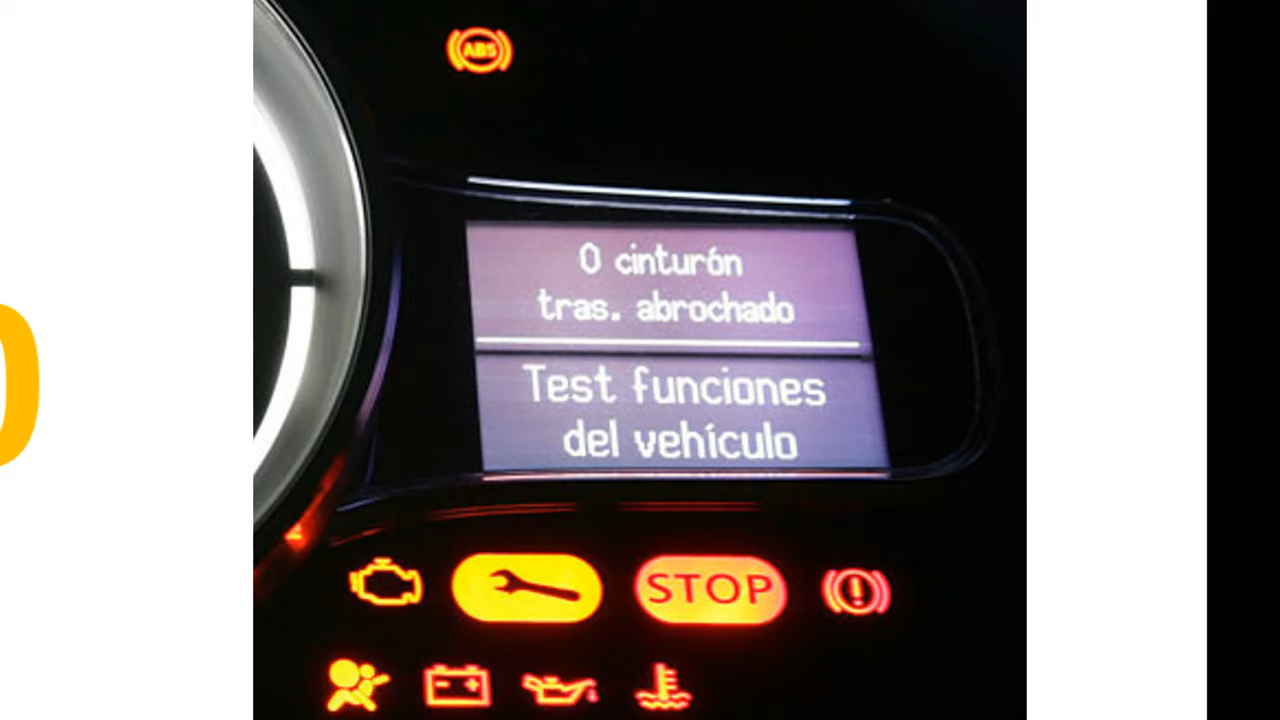 ABS
0 cinturón
tras. abrochado
Test funciones
del vehículo
STOP